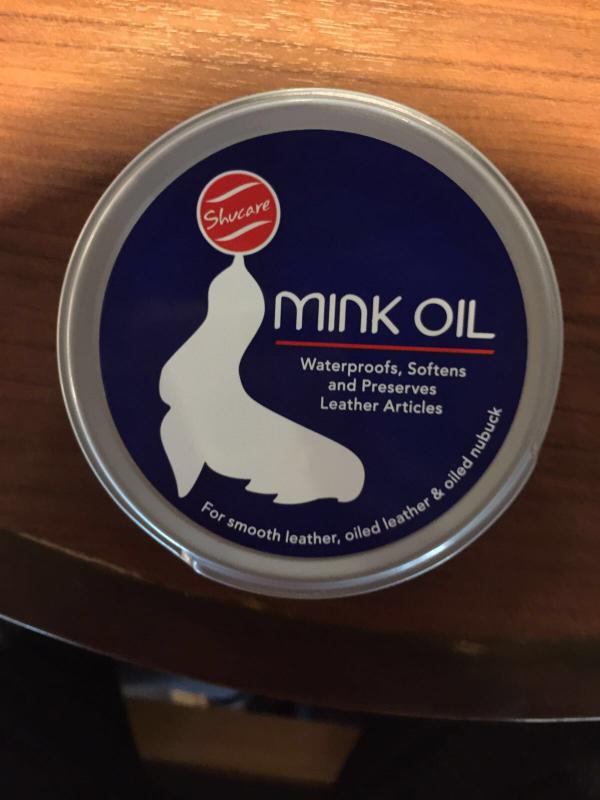 Shucare
MINK OIL
Waterproofs, Softens
and Preserves
Leather Articles
For smooth leather, oiled leather & oiled nubuck